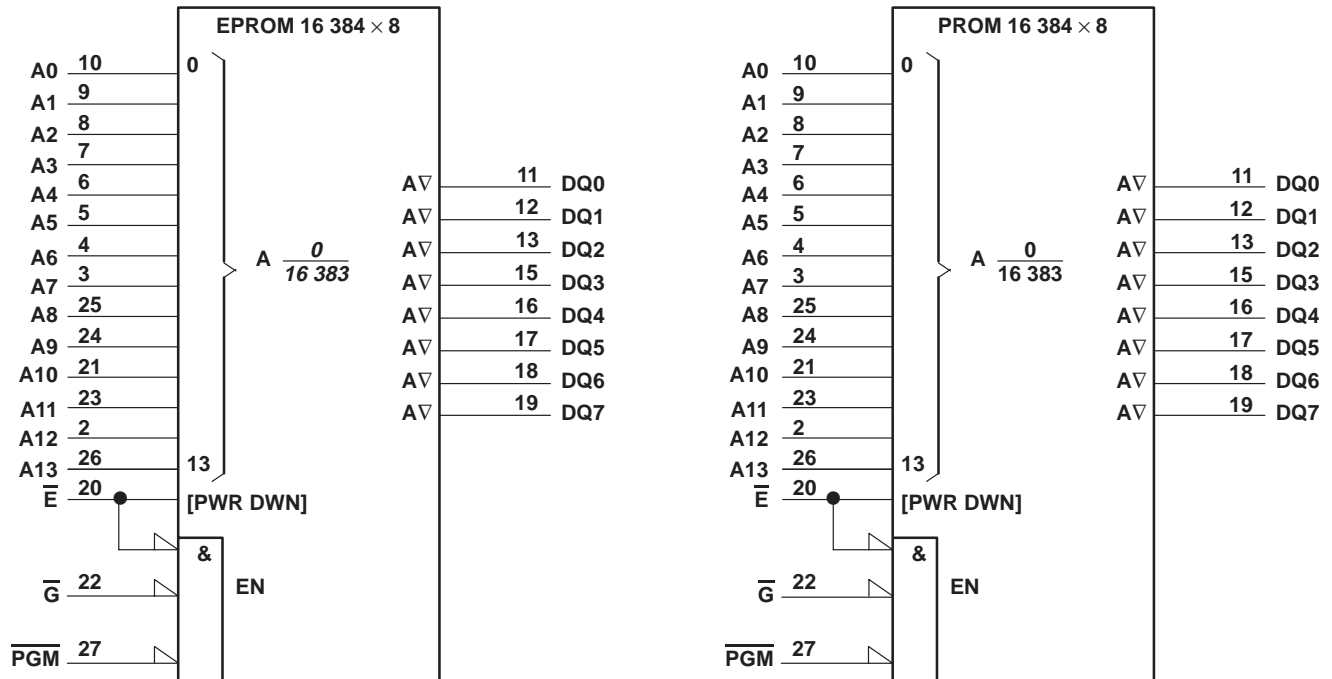 EPROM 16 384 × 8
A0 10 0
A1 9
A2 8
A3 7
A4 6
A5 5
A6 4
A7 3
A8 25
A9 24
A10 21
A11 23
A12 2
A13 26 13
E̅ 20 [PWR DWN]
&
G̅ 22 EN
P̅G̅M̅ 27
A 0
16 383
A∇ 11 DQ0
A∇ 12 DQ1
A∇ 13 DQ2
A∇ 15 DQ3
A∇ 16 DQ4
A∇ 17 DQ5
A∇ 18 DQ6
A∇ 19 DQ7
PROM 16 384 × 8
A0 10 0
A1 9
A2 8
A3 7
A4 6
A5 5
A6 4
A7 3
A8 25
A9 24
A10 21
A11 23
A12 2
A13 26 13
E̅ 20 [PWR DWN]
&
G̅ 22 EN
P̅G̅M̅ 27
A 0
16 383
A∇ 11 DQ0
A∇ 12 DQ1
A∇ 13 DQ2
A∇ 15 DQ3
A∇ 16 DQ4
A∇ 17 DQ5
A∇ 18 DQ6
A∇ 19 DQ7